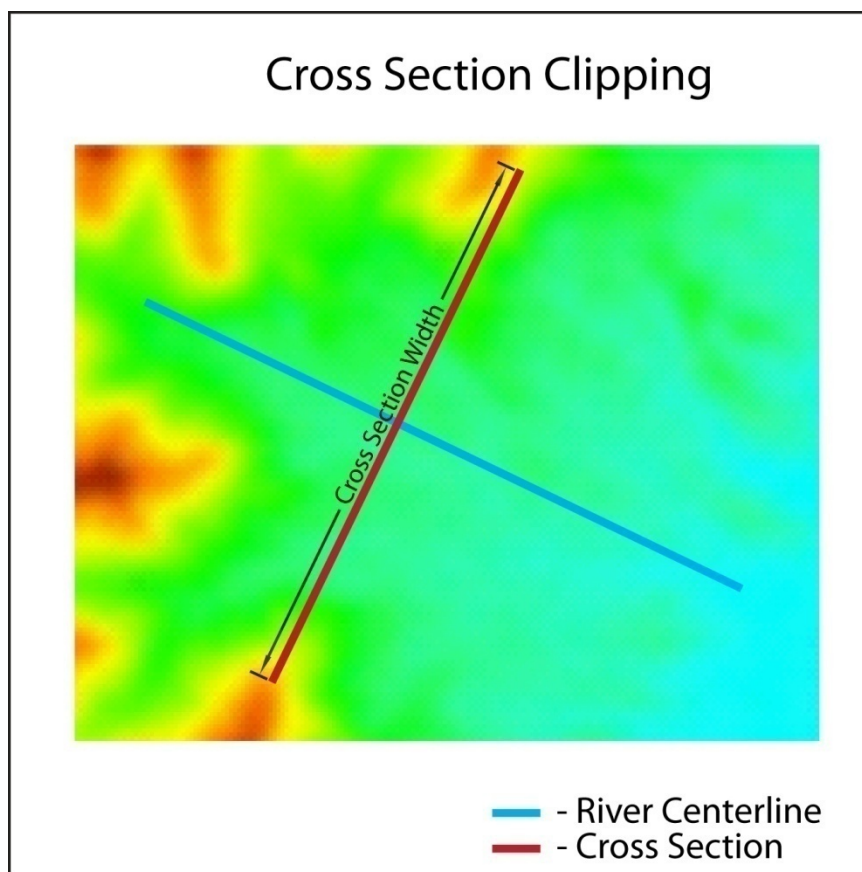 Cross Section Clipping
Cross Section Width
- River Centerline
- Cross Section